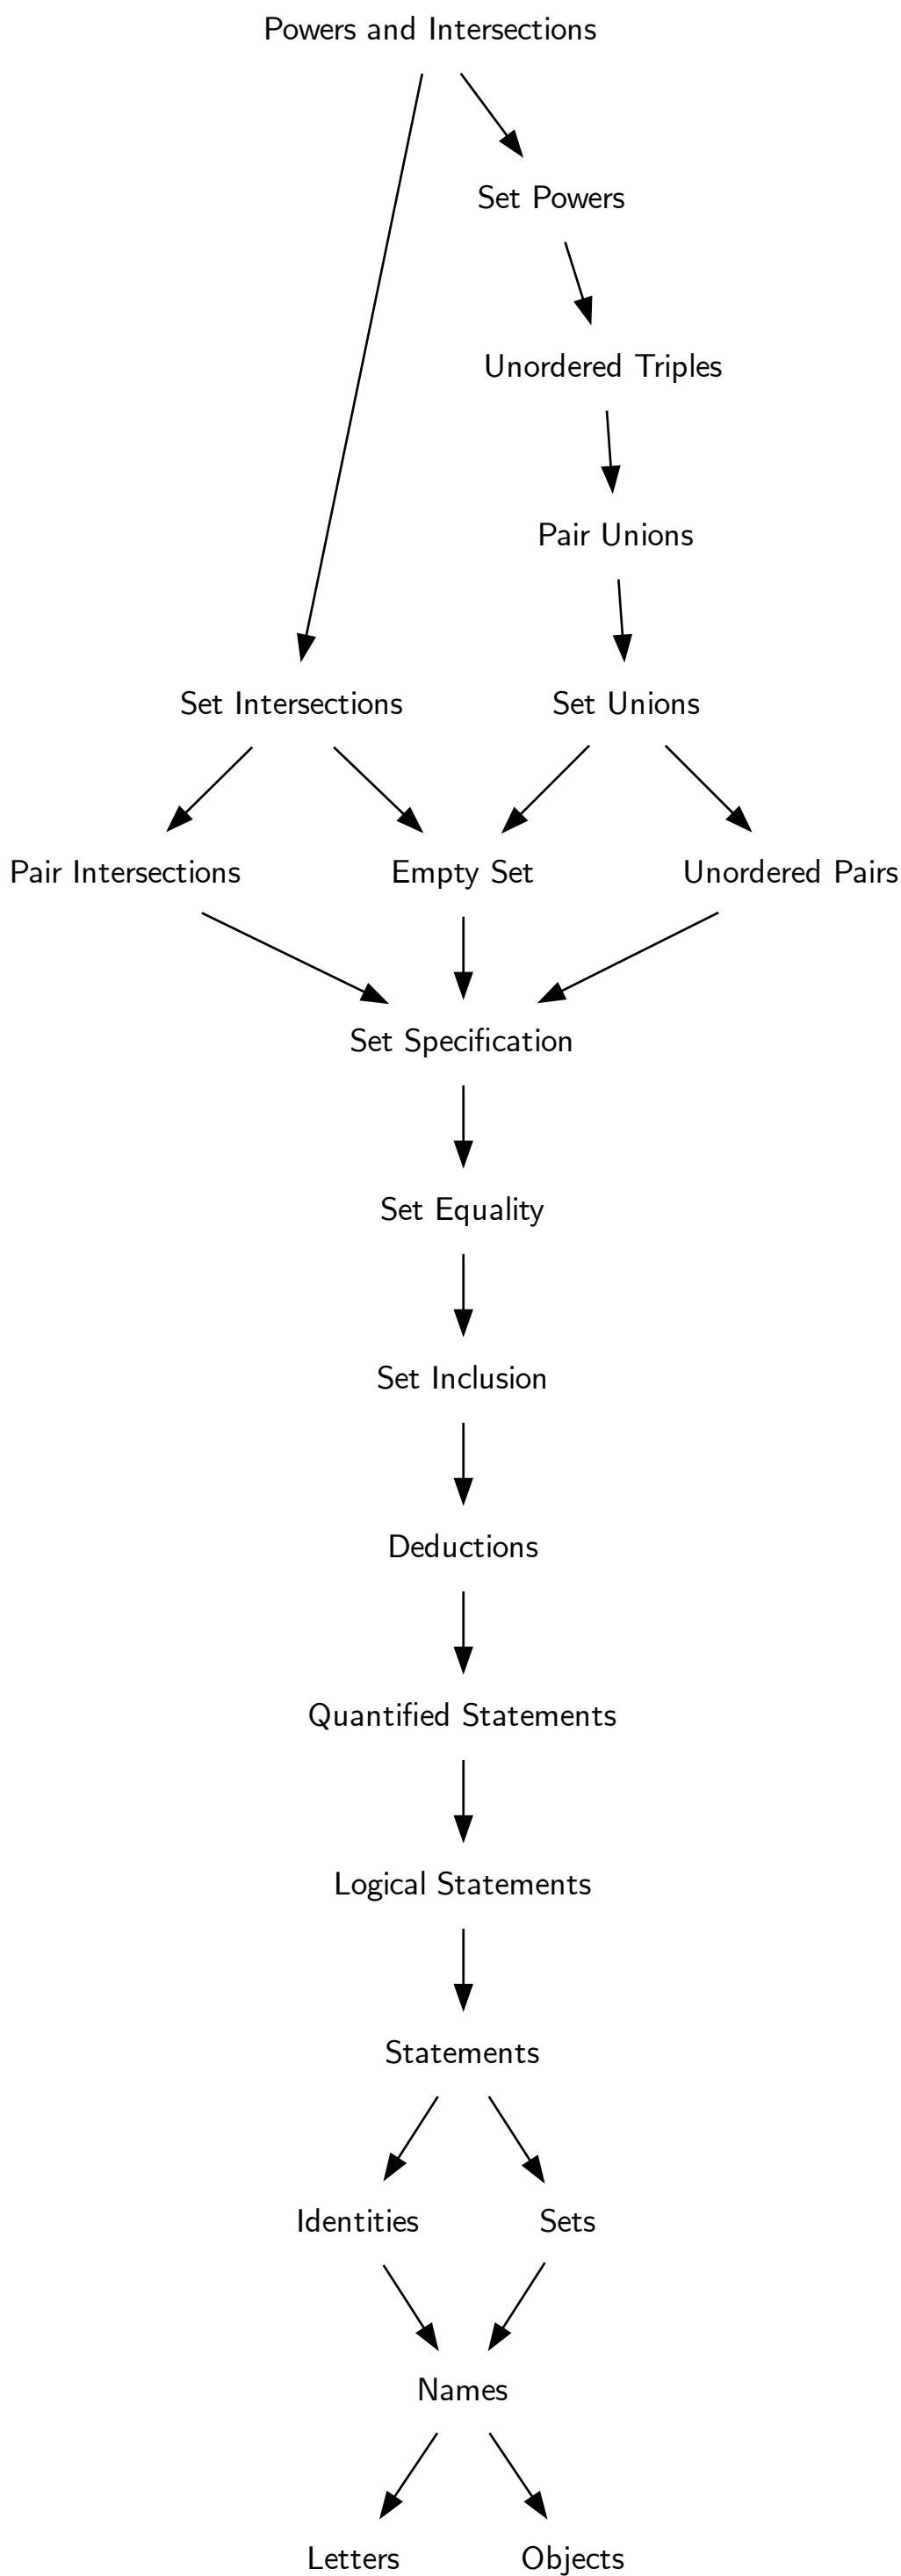 Powers and Intersections
Set Powers
Unordered Triples
Pair Unions
Set Intersections
Set Unions
Pair Intersections
Empty Set
Unordered Pairs
Set Specification
Set Equality
Set Inclusion
Deductions
Quantified Statements
Logical Statements
Statements
Identities
Sets
Names
Letters
Objects